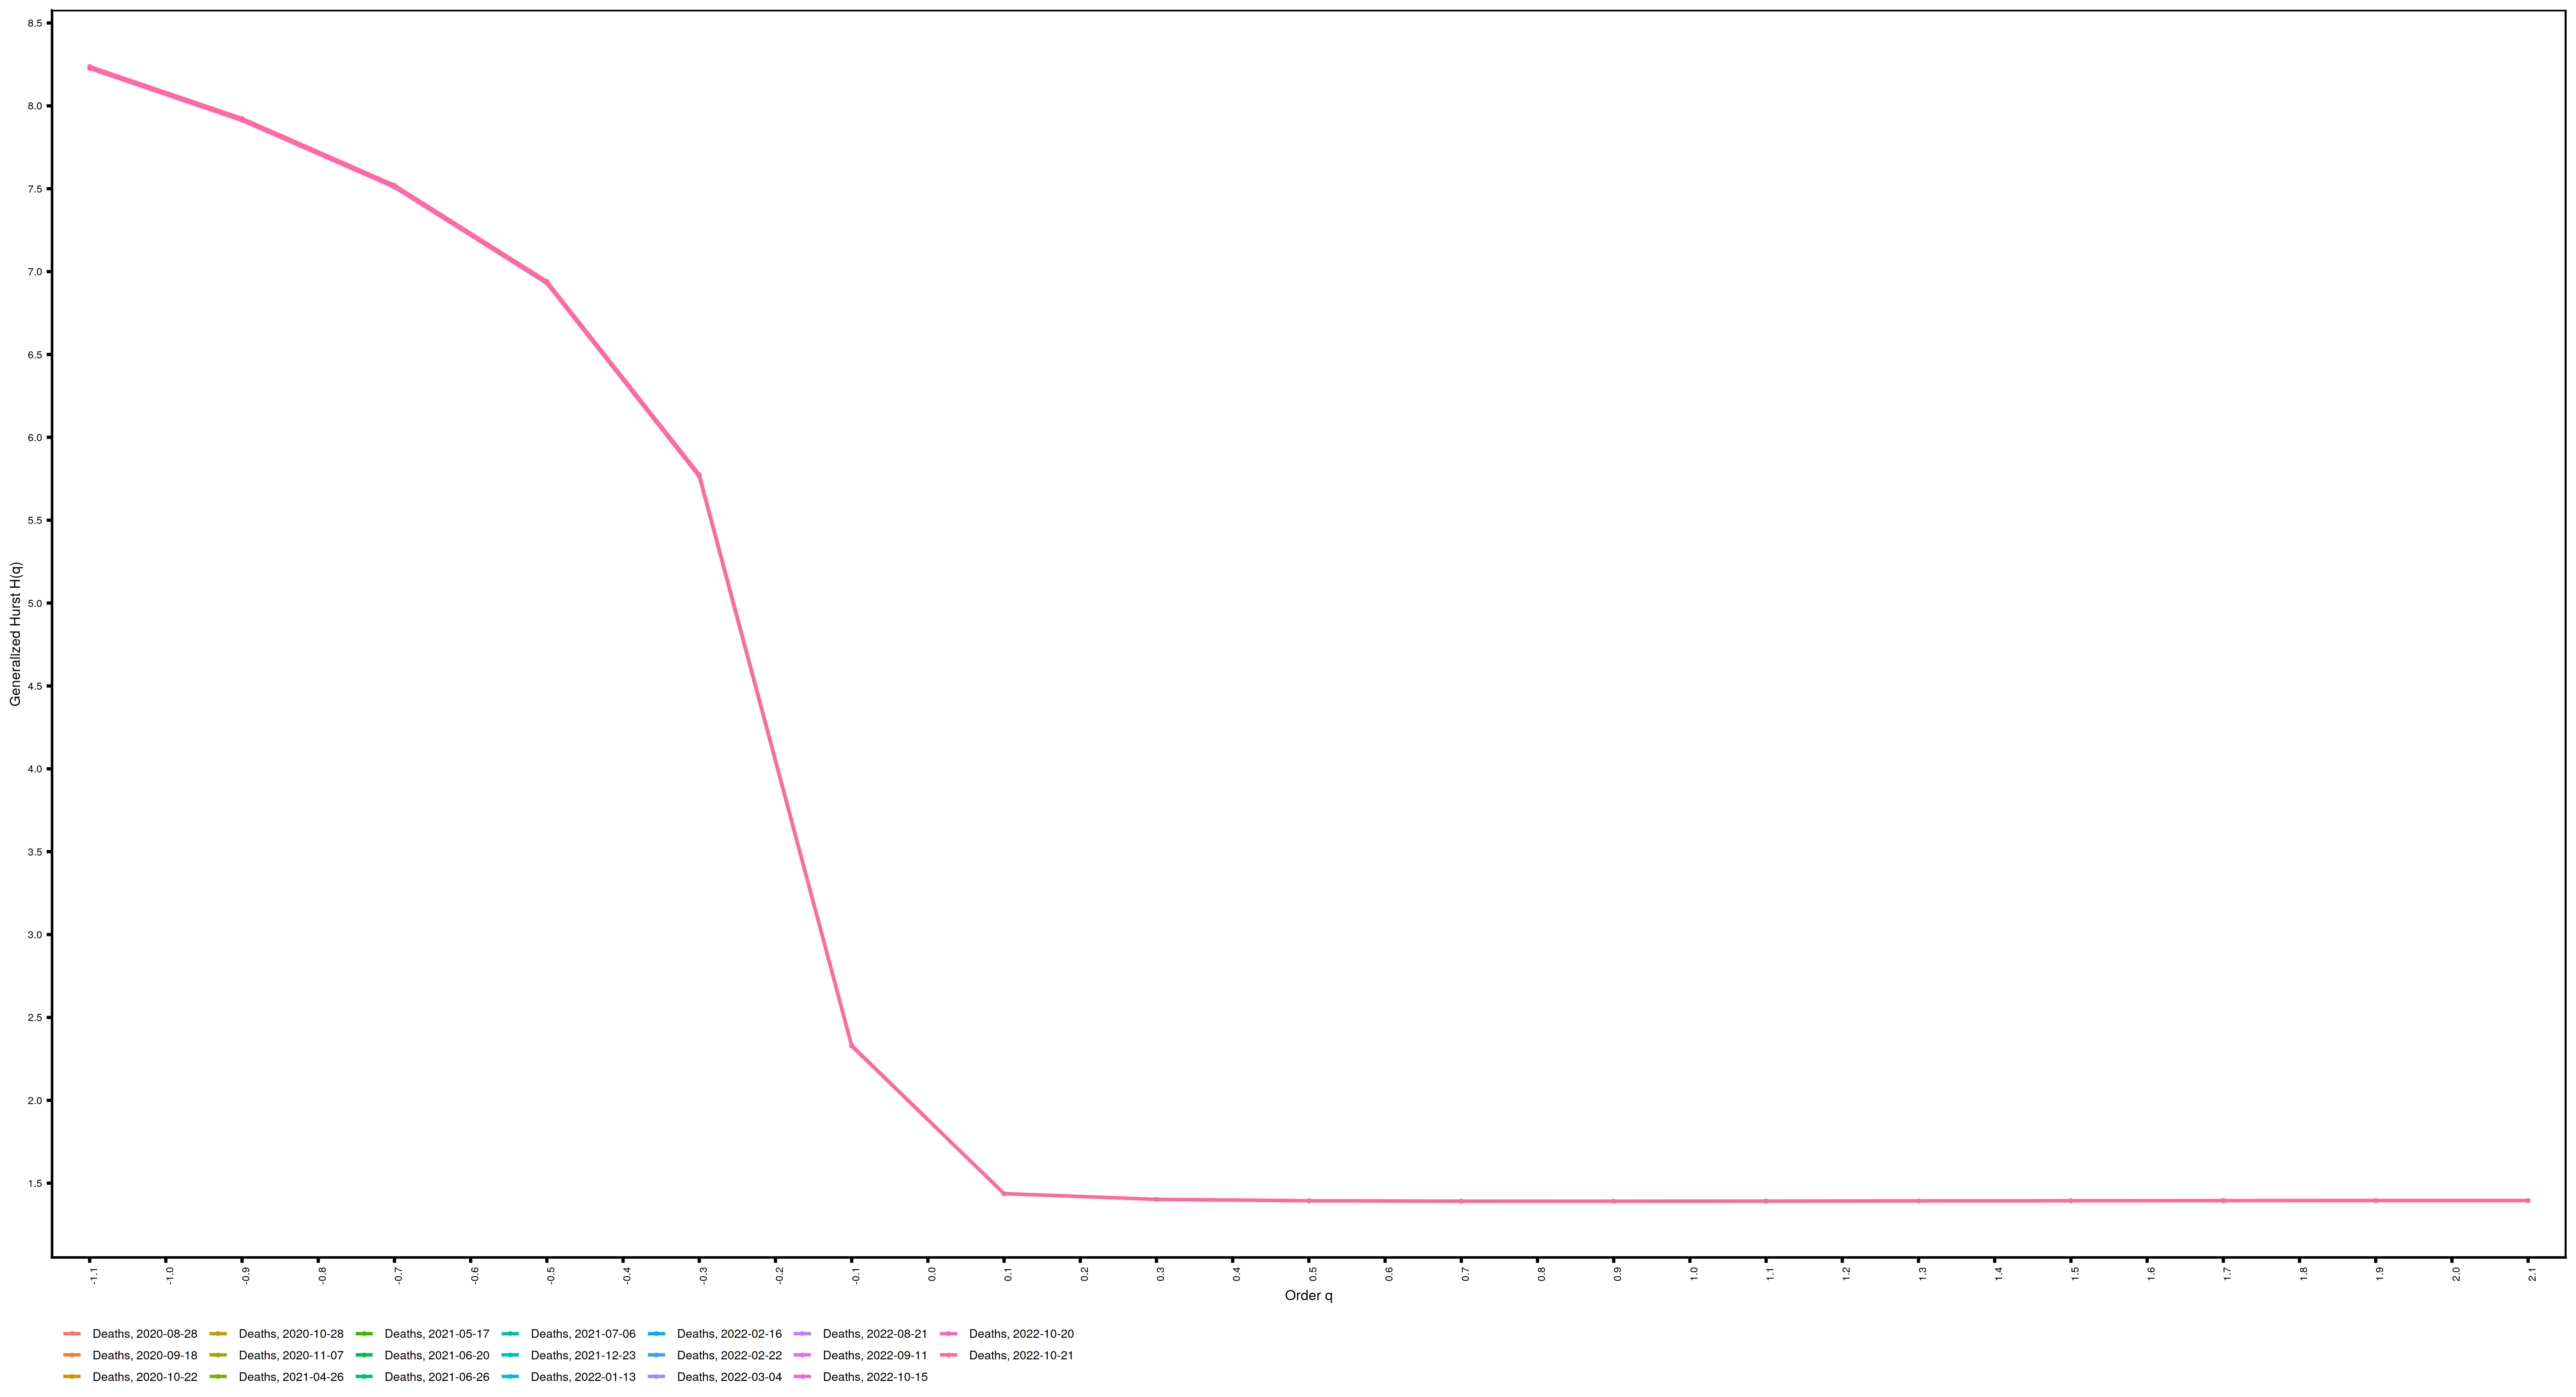 8.5
8.0
7.5
7.0
6.5
6.0
5.5
5.0
4.5
4.0
3.5
3.0
2.5
2.0
1.5
Generalized Hurst H(q)
-1.1 -1.0 -0.9 -0.8 -0.7 -0.6 -0.5 -0.4 -0.3 -0.2 -0.1 0.0 0.1 0.2 0.3 0.4 0.5 0.6 0.7 0.8 0.9 1.0 1.1 1.2 1.3 1.4 1.5 1.6 1.7 1.8 1.9 2.0 2.1
Order q
Deaths, 2020-08-28 Deaths, 2020-10-28 Deaths, 2021-05-17 Deaths, 2021-07-06 Deaths, 2022-02-16 Deaths, 2022-08-21 Deaths, 2022-10-20
Deaths, 2020-09-18 Deaths, 2020-11-07 Deaths, 2021-06-20 Deaths, 2021-12-23 Deaths, 2022-02-22 Deaths, 2022-09-11 Deaths, 2022-10-21
Deaths, 2020-10-22 Deaths, 2021-04-26 Deaths, 2021-06-26 Deaths, 2022-01-13 Deaths, 2022-03-04 Deaths, 2022-10-15